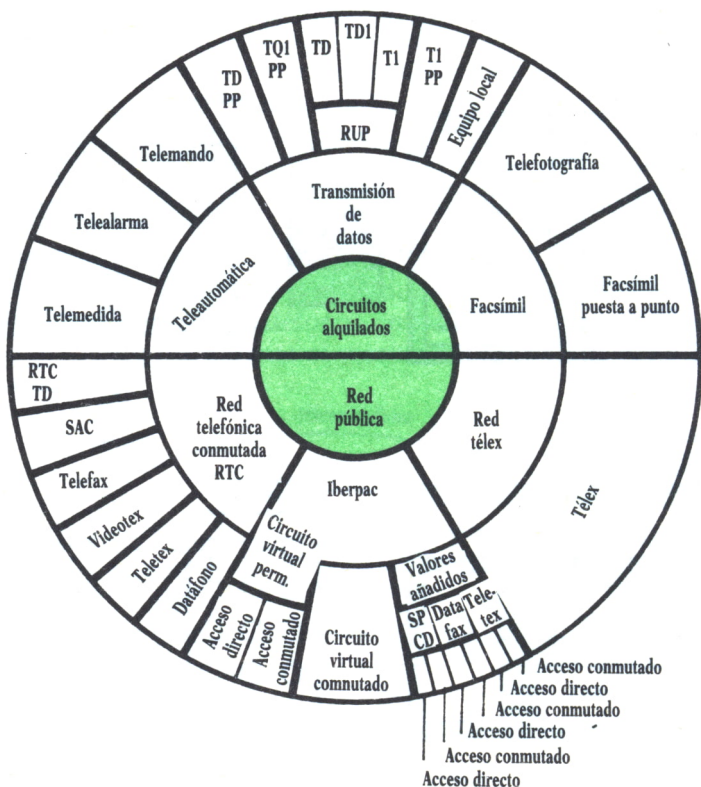 TD
PP
TQ1
PP
TD
TD1
T1
T1
PP
Equipo local
RUP
Telemando
Telefotografía
Transmisión
de
datos
Telealarma
Teleautomática
Facsímil
Facsímil
puesta a punto
Telemedida
Circuitos
alquilados
RTC
TD
Red
pública
Red
telefónica
conmutada
RTC
Red
télex
SAC
Telefax
Iberpac
Télex
Videotex
Teletex
Datáfono
Circuito
virtual
perm.
Acceso
directo
Acceso
conmutado
Circuito
virtual
comnutado
Valores
añadidos
SP
CD
Data
fax
Tele-
tex
Acceso conmutado
Acceso directo
Acceso conmutado
Acceso directo
Acceso conmutado
Acceso directo